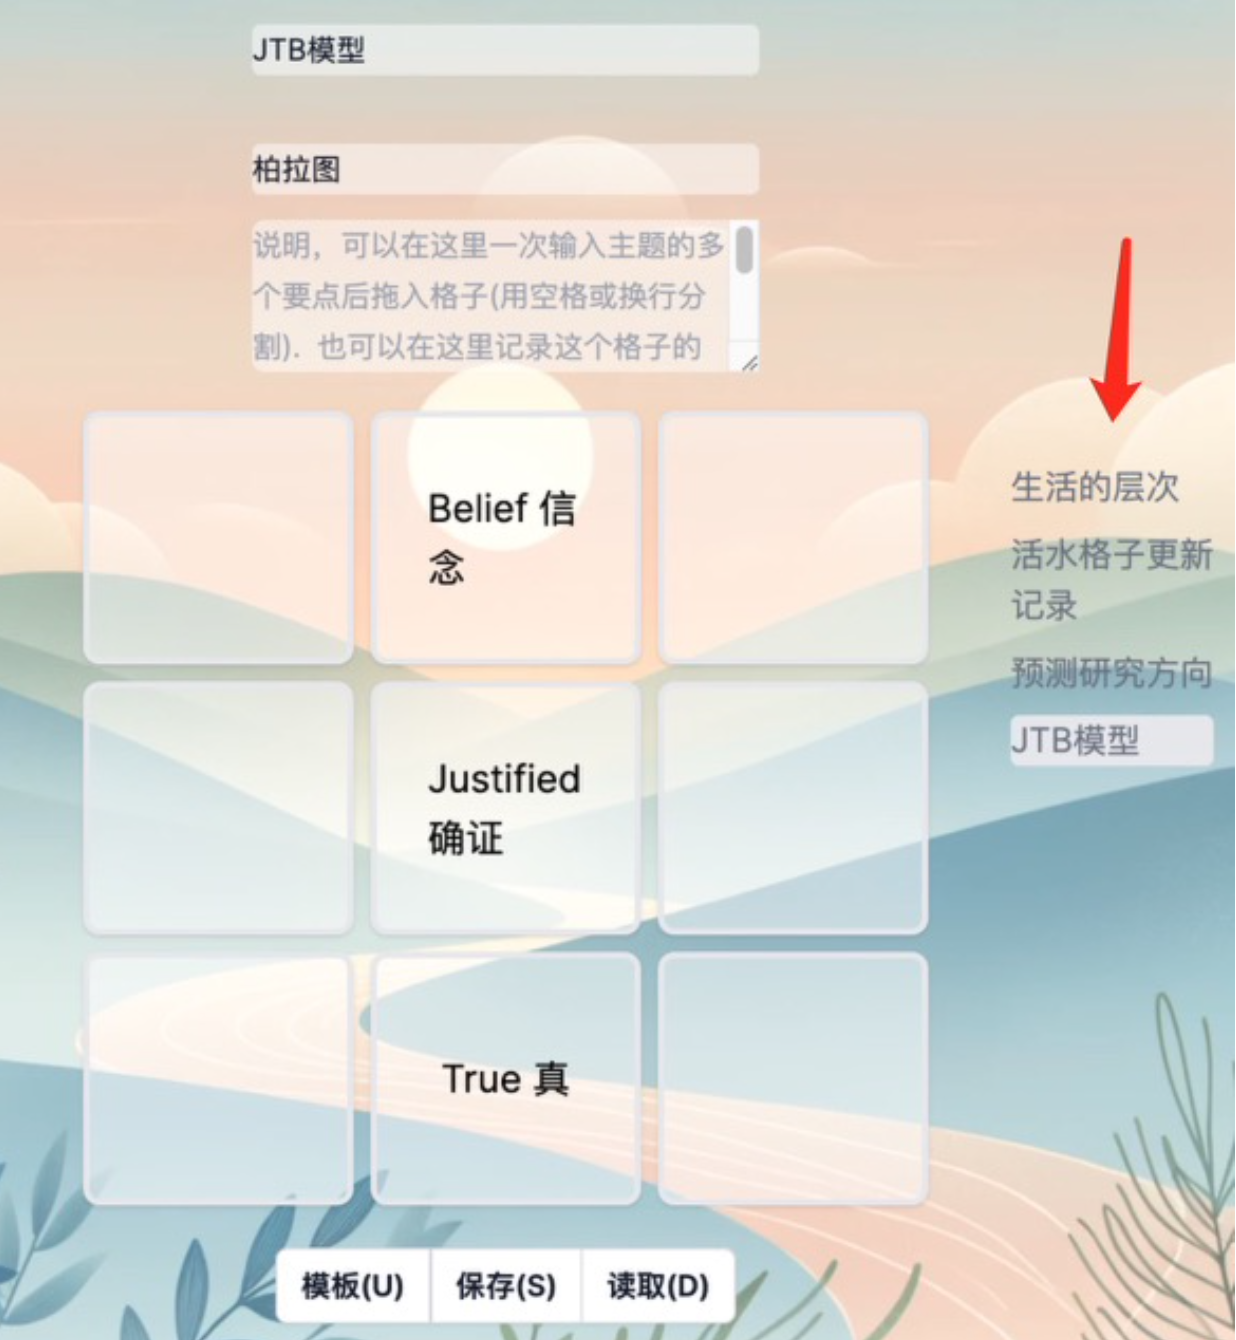 JTB模型
柏拉图
说明，可以在这里一次输入主题的多
个要点后拖入格子(用空格或换行分
割）. 也可以在这里记录这个格子的
Belief 信
念
Justified
确证
True 真
生活的层次
活水格子更新
记录
预测研究方向
JTB模型
模板(U)
保存(S)
读取(D)